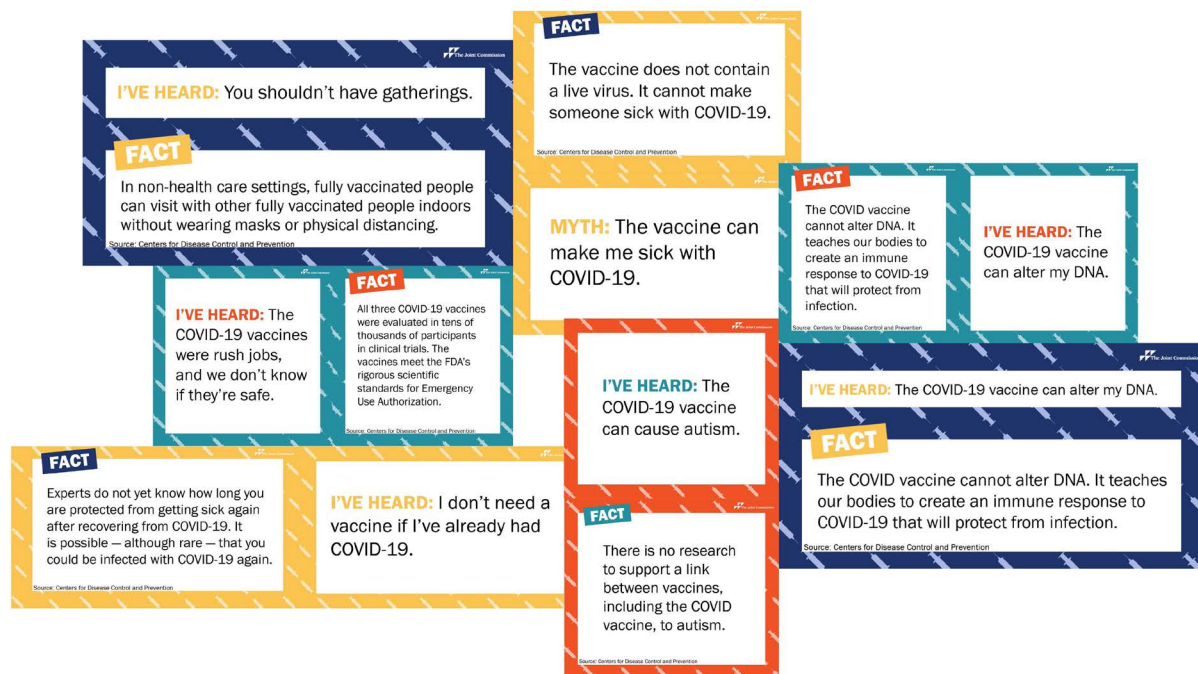 The Joint Commission
I'VE HEARD: You shouldn't have gatherings.
FACT
In non-health care settings, fully vaccinated people
can visit with other fully vaccinated people indoors
without wearing masks or physical distancing.
Source: Centers for Disease Control and Prevention
FACT
The vaccine does not contain
a live virus. It cannot make
someone sick with COVID-19.
Source: Centers for Disease Control and Prevention
MYTH: The vaccine can
make me sick with
COVID-19.
FACT
The COVID vaccine
cannot alter DNA. It
teaches our bodies to
create an immune
response to COVID-19
that will protect from
infection.
Source: Centers for Disease Control and Prevention
I'VE HEARD: The
COVID-19 vaccine
can alter my DNA.
I'VE HEARD: The
COVID-19 vaccines
were rush jobs,
and we don't know
if they're safe.
FACT
All three COVID-19 vaccines
were evaluated in tens of
thousands of participants
in clinical trials. The
vaccines meet the FDA's
rigorous scientific
standards for Emergency
Use Authorization.
Source: Centers for Disease Control and Prevention
The Joint Commission
I'VE HEARD: The
COVID-19 vaccine
can cause autism.
The Joint Commission
I'VE HEARD: The COVID-19 vaccine can alter my DNA.
FACT
The COVID vaccine cannot alter DNA. It teaches
our bodies to create an immune response to
COVID-19 that will protect from infection.
Source: Centers for Disease Control and Prevention
FACT
Experts do not yet know how long you
are protected from getting sick again
after recovering from COVID-19. It
is possible — although rare — that you
could be infected with COVID-19 again.
Source: Centers for Disease Control and Prevention
I'VE HEARD: I don't need a
vaccine if I've already had
COVID-19.
FACT
There is no research
to support a link
between vaccines,
including the COVID
vaccine, to autism.
Source: Centers for Disease Control and Prevention